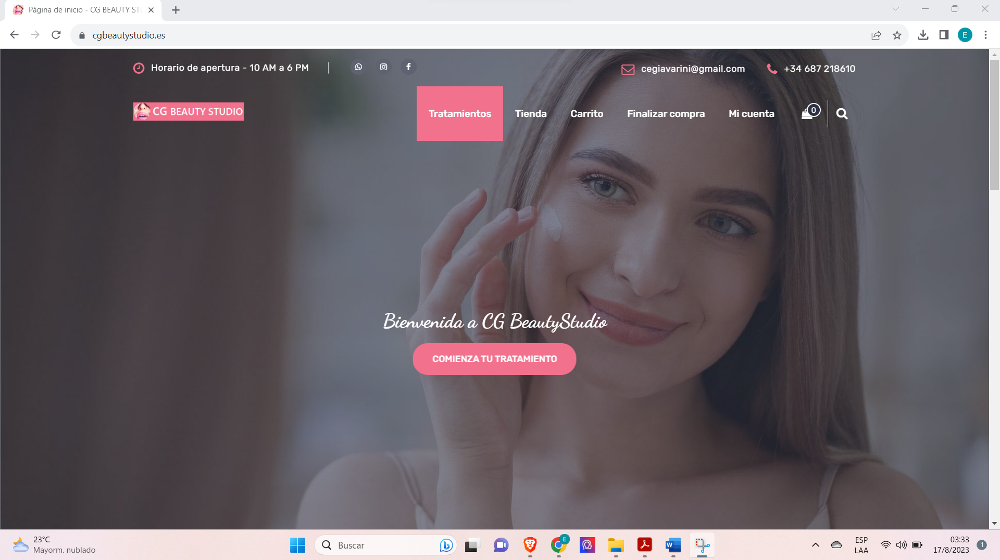 Página de inicio - CG BEAUTY STU
cgbeautystudio.es
E
Horario de apertura - 10 AM a 6 PM
cegiavarini@gmail.com
+34 687 218610
CG BEAUTY STUDIO
Tratamientos
Tienda
Carrito
Finalizar compra
Mi cuenta
0
Bienvenida a CG BeautyStudio
COMIENZA TU TRATAMIENTO
23°C
Mayorm. nublado
Buscar
E
W
ESP
LAA
03:33
17/8/2023
1